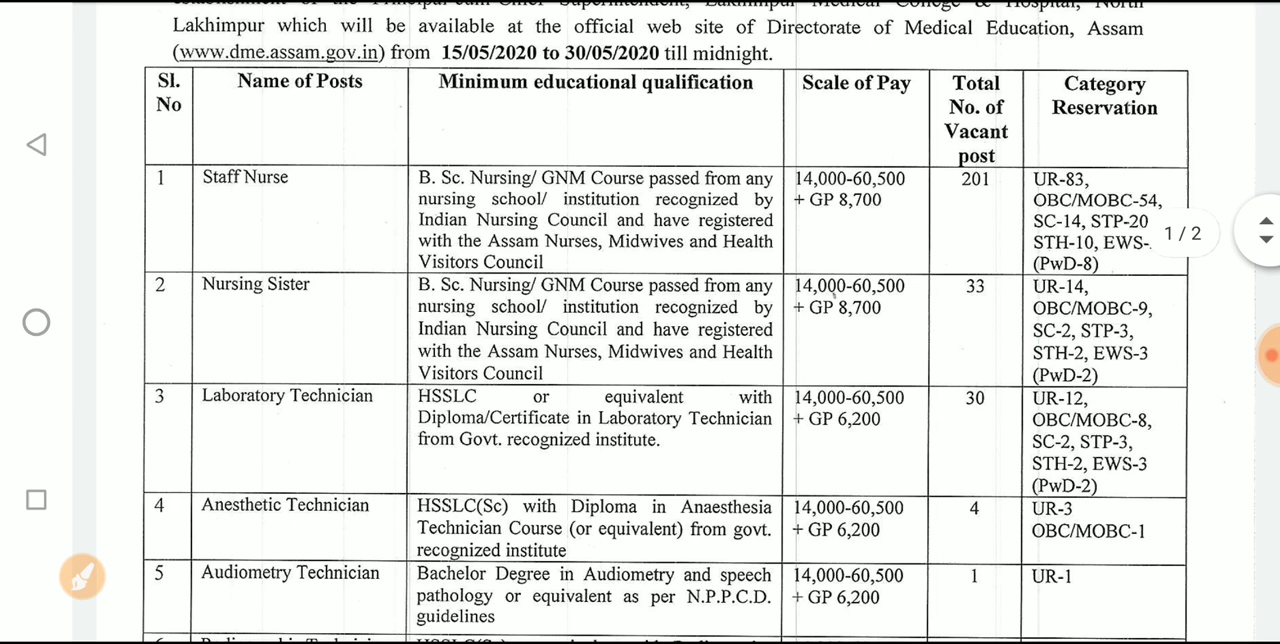 Lakhimpur which will be available at the official web site of Directorate of Medical Education, Assam
(www.dme.assam.gov.in) from 15/05/2020 to 30/05/2020 till midnight.
Sl. No
Name of Posts
Minimum educational qualification
Scale of Pay
Total
No. of
Vacant
post
Category
Reservation
1
Staff Nurse
B. Sc. Nursing/ GNM Course passed from any
nursing school/ institution recognized by
Indian Nursing Council and have registered
with the Assam Nurses, Midwives and Health
Visitors Council
14,000-60,500
+ GP 8,700
201
UR-83,
OBC/MOBC-54,
SC-14, STP-20
STH-10, EWS-
(PwD-8)
1 / 2
2
Nursing Sister
B. Sc. Nursing/ GNM Course passed from any
nursing school/ institution recognized by
Indian Nursing Council and have registered
with the Assam Nurses, Midwives and Health
Visitors Council
14,000-60,500
+ GP 8,700
33
UR-14,
OBC/MOBC-9,
SC-2, STP-3,
STH-2, EWS-3
(PwD-2)
3
Laboratory Technician
HSSLC or equivalent with
Diploma/Certificate in Laboratory Technician
from Govt. recognized institute.
14,000-60,500
+ GP 6,200
30
UR-12,
OBC/MOBC-8,
SC-2, STP-3,
STH-2, EWS-3
(PwD-2)
4
Anesthetic Technician
HSSLC(Sc) with Diploma in Anaesthesia
Technician Course (or equivalent) from govt.
recognized institute
14,000-60,500
+ GP 6,200
4
UR-3
OBC/MOBC-1
5
Audiometry Technician
Bachelor Degree in Audiometry and speech
pathology or equivalent as per N.P.P.C.D.
guidelines
14,000-60,500
+ GP 6,200
1
UR-1